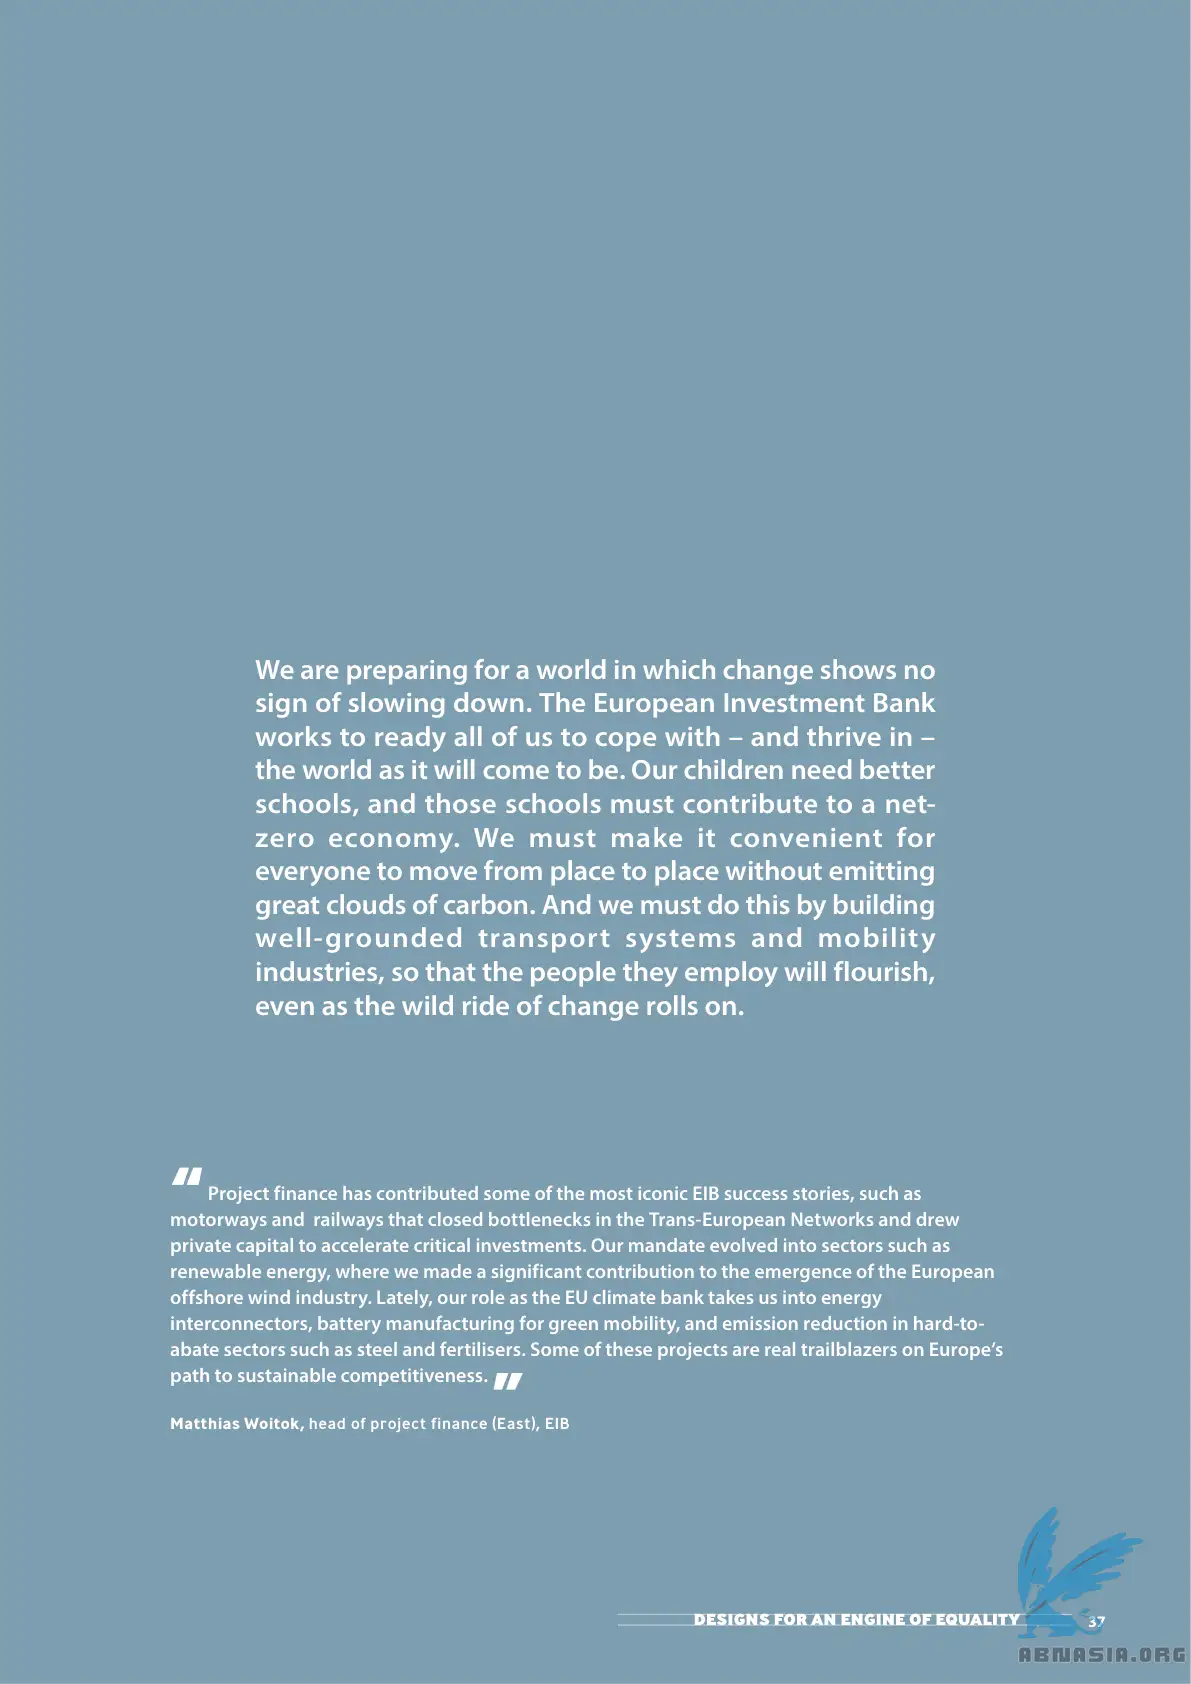 We are preparing for a world in which change shows no
sign of slowing down. The European Investment Bank
works to ready all of us to cope with – and thrive in –
the world as it will come to be. Our children need better
schools, and those schools must contribute to a net-
zero economy. We must make it convenient for
everyone to move from place to place without emitting
great clouds of carbon. And we must do this by building
well-grounded transport systems and mobility
industries, so that the people they employ will flourish,
even as the wild ride of change rolls on.
" Project finance has contributed some of the most iconic EIB success stories, such as
motorways and railways that closed bottlenecks in the Trans-European Networks and drew
private capital to accelerate critical investments. Our mandate evolved into sectors such as
renewable energy, where we made a significant contribution to the emergence of the European
offshore wind industry. Lately, our role as the EU climate bank takes us into energy
interconnectors, battery manufacturing for green mobility, and emission reduction in hard-to-
abate sectors such as steel and fertilisers. Some of these projects are real trailblazers on Europe’s
path to sustainable competitiveness. "
Matthias Woitok, head of project finance (East), EIB
DESIGNS FOR AN ENGINE OF EQUALITY 37
ABNASIA.ORG